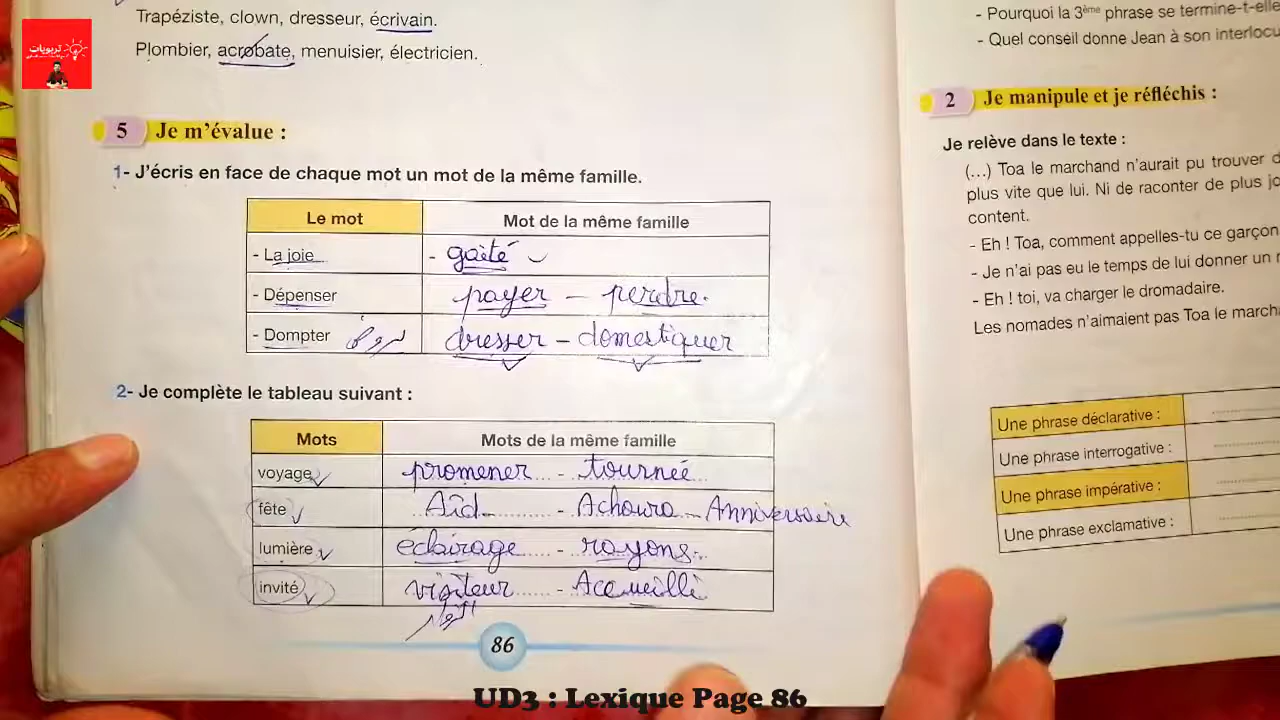 تربويات
Trapéziste, clown, dresseur, écrivain.
Plombier, acrobate, menuisier, électricien.
5 Je m'évalue :
1- J'écris en face de chaque mot un mot de la même famille.
Le mot Mot de la même famille
- La joie - gaité
- Dépenser payer - perdre.
- Dompter dresser - domestiquer
2- Je complète le tableau suivant :
Mots Mots de la même famille
voyage promener - tournée
fête Aîd - Achoura - Anniversaire
lumière éclairage - rayons
invité visiteur - Accueilli
86
- Pourquoi la 3ème phrase se termine-t-elle
- Quel conseil donne Jean à son interlocu
2 Je manipule et je réfléchis :
Je relève dans le texte :
(...) Toa le marchand n'aurait pu trouver d
plus vite que lui. Ni de raconter de plus jo
content.
- Eh ! Toa, comment appelles-tu ce garçon
- Je n'ai pas eu le temps de lui donner un n
- Eh ! toi, va charger le dromadaire.
Les nomades n'aimaient pas Toa le march
Une phrase déclarative :
Une phrase interrogative :
Une phrase impérative :
Une phrase exclamative :
UD3 : Lexique Page 86